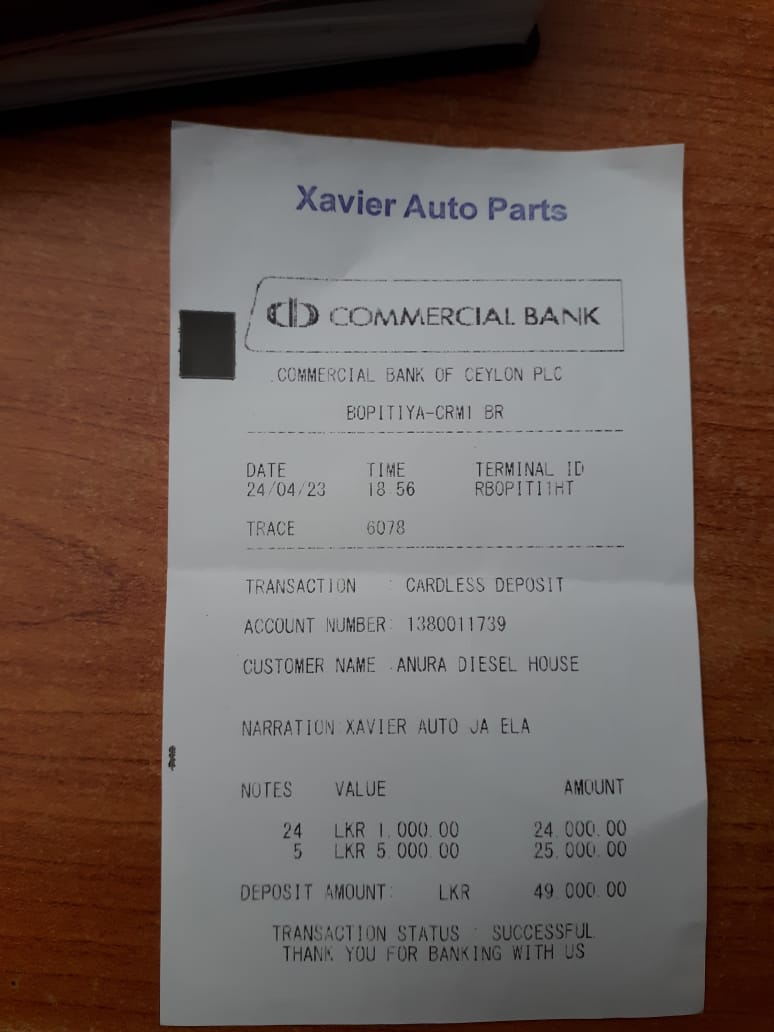 Xavier Auto Parts
COMMERCIAL BANK
.COMMERCIAL BANK OF CEYLON PLC
BOPITIYA-CRM1 BR
DATE TIME TERMINAL ID
24/04/23 18 56 RBOPITI1HT
TRACE 6078
TRANSACTION : CARDLESS DEPOSIT
ACCOUNT NUMBER: 1380011739
CUSTOMER NAME :ANURA DIESEL HOUSE
NARRATION:XAVIER AUTO JA ELA
NOTES VALUE AMOUNT
24 LKR 1,000.00 24,000.00
5 LKR 5,000.00 25,000.00
DEPOSIT AMOUNT: LKR 49,000.00
TRANSACTION STATUS : SUCCESSFUL
THANK YOU FOR BANKING WITH US